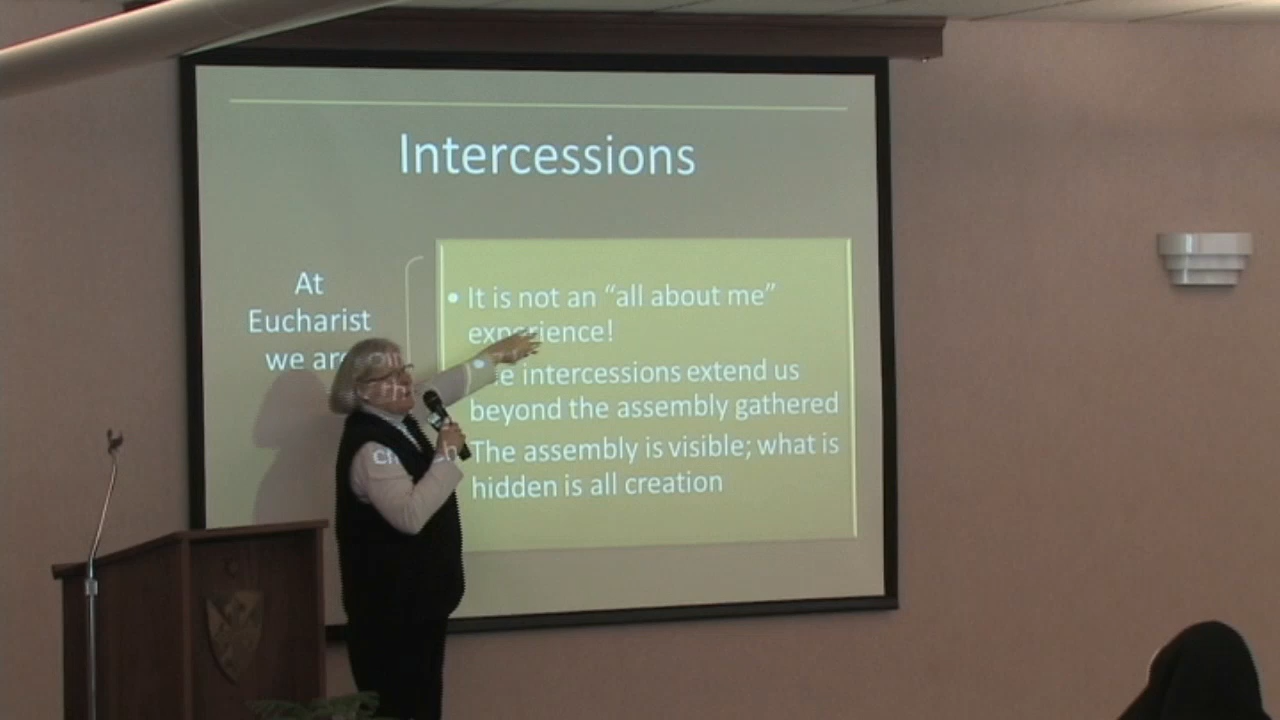 Intercessions
At
Eucharist
we are
• It is not an “all about me”
experience!
intercessions extend us
beyond the assembly gathered
The assembly is visible; what is
hidden is all creation